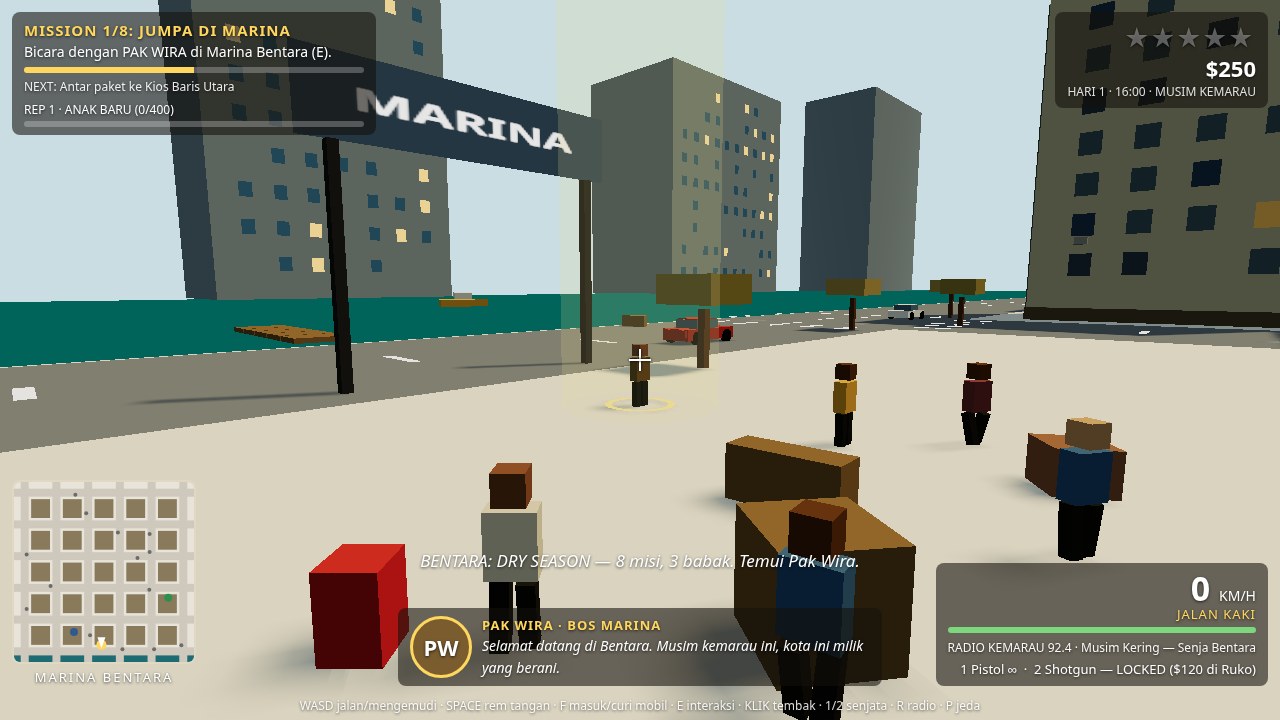 MISSION 1/8: JUMPA DI MARINA
Bicara dengan PAK WIRA di Marina Bentara (E).
NEXT: Antar paket ke Kios Baris Utara
REP 1 · ANAK BARU (0/400)
★★★★★
$250
HARI 1 · 16:00 · MUSIM KEMARAU
MARINA
BENTARA: DRY SEASON — 8 misi, 3 babak. Temui Pak Wira.
PW
PAK WIRA · BOS MARINA
Selamat datang di Bentara. Musim kemarau ini, kota ini milik
yang berani.
MARINA BENTARA
0 KM/H
JALAN KAKI
RADIO KEMARAU 92.4 · Musim Kering — Senja Bentara
1 Pistol ∞ · 2 Shotgun — LOCKED ($120 di Ruko)
WASD jalan/mengemudi · SPACE rem tangan · F masuk/curi mobil · E interaksi · KLIK tembak · 1/2 senjata · R radio · P jeda